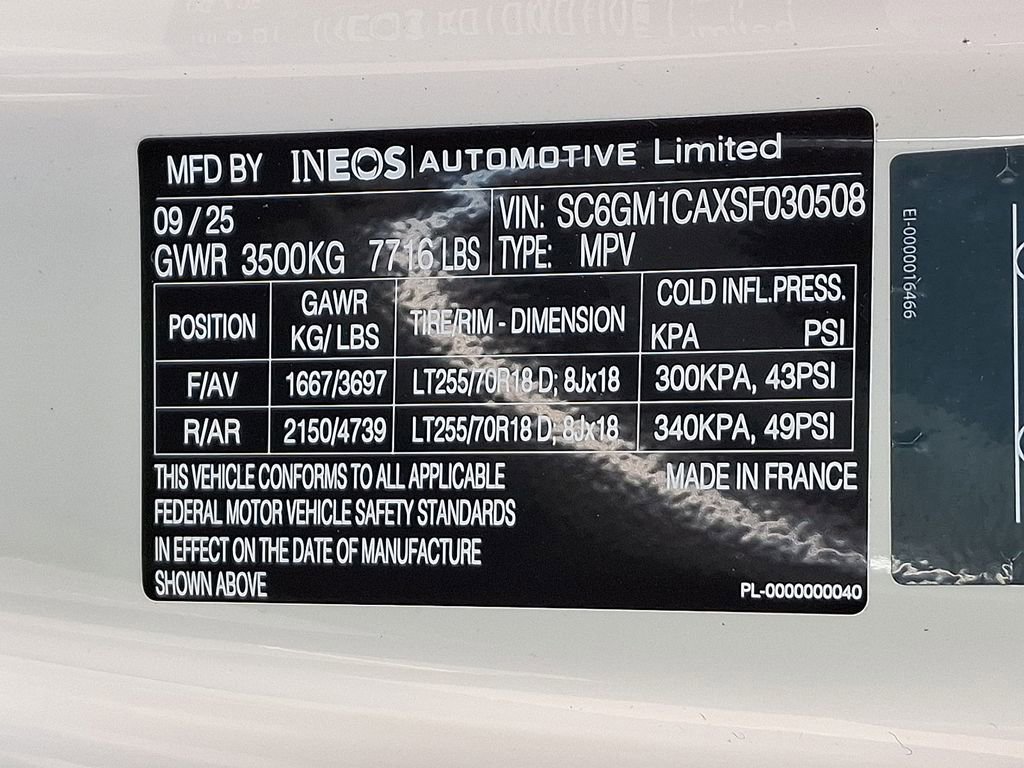 MFD BY INEOS AUTOMOTIVE Limited
09 / 25
GVWR 3500KG 7716 LBS
VIN: SC6GM1CAXSF030508
TYPE: MPV
POSITION GAWR KG/ LBS TIRE/RIM - DIMENSION COLD INFL.PRESS. KPA PSI
F/AV 1667/3697 LT255/70R18 D; 8Jx18 300KPA, 43PSI
R/AR 2150/4739 LT255/70R18 D; 8Jx18 340KPA, 49PSI
THIS VEHICLE CONFORMS TO ALL APPLICABLE
FEDERAL MOTOR VEHICLE SAFETY STANDARDS
IN EFFECT ON THE DATE OF MANUFACTURE
SHOWN ABOVE
MADE IN FRANCE
PL-0000000040
EI-0000016466